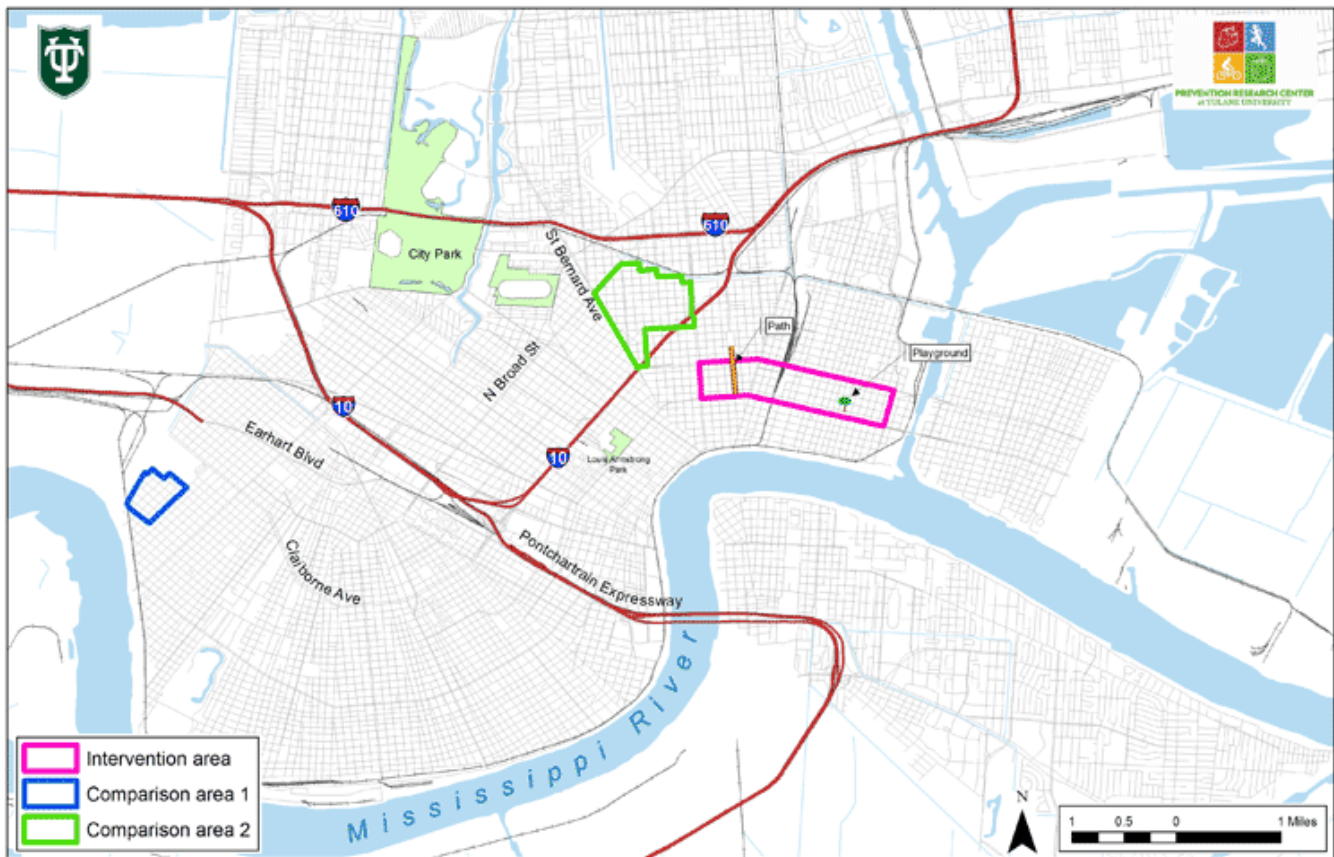 PREVENTION RESEARCH CENTER
at TULANE UNIVERSITY
610
610
City Park
St Bernard Ave
Path
Playground
N Broad St
10
Earhart Blvd
10
Louis Armstrong
Park
Claiborne Ave
Pontchartrain Expressway
Mississippi River
Intervention area
Comparison area 1
Comparison area 2
N
1 0.5 0 1 Miles